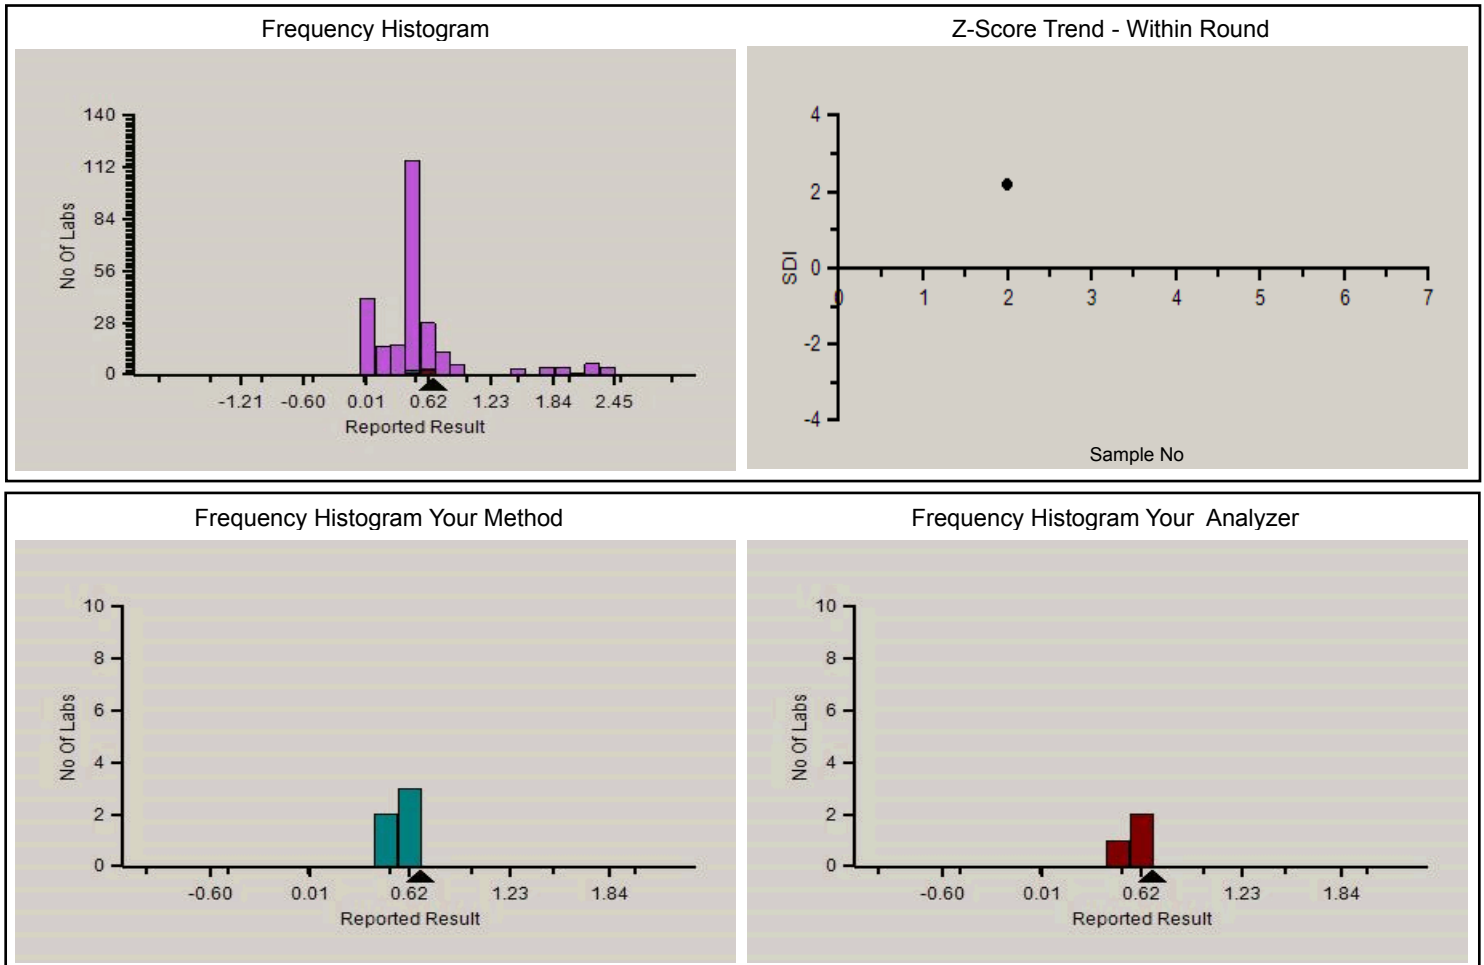 Frequency Histogram
140
112
84
56
28
0
No Of Labs
-1.21 -0.60 0.01 0.62 1.23 1.84 2.45
Reported Result
Z-Score Trend - Within Round
4
2
0
-2
-4
SDI
0 1 2 3 4 5 6 7
Sample No
Frequency Histogram Your Method
10
8
6
4
2
0
No Of Labs
-0.60 0.01 0.62 1.23 1.84
Reported Result
Frequency Histogram Your Analyzer
10
8
6
4
2
0
No Of Labs
-0.60 0.01 0.62 1.23 1.84
Reported Result